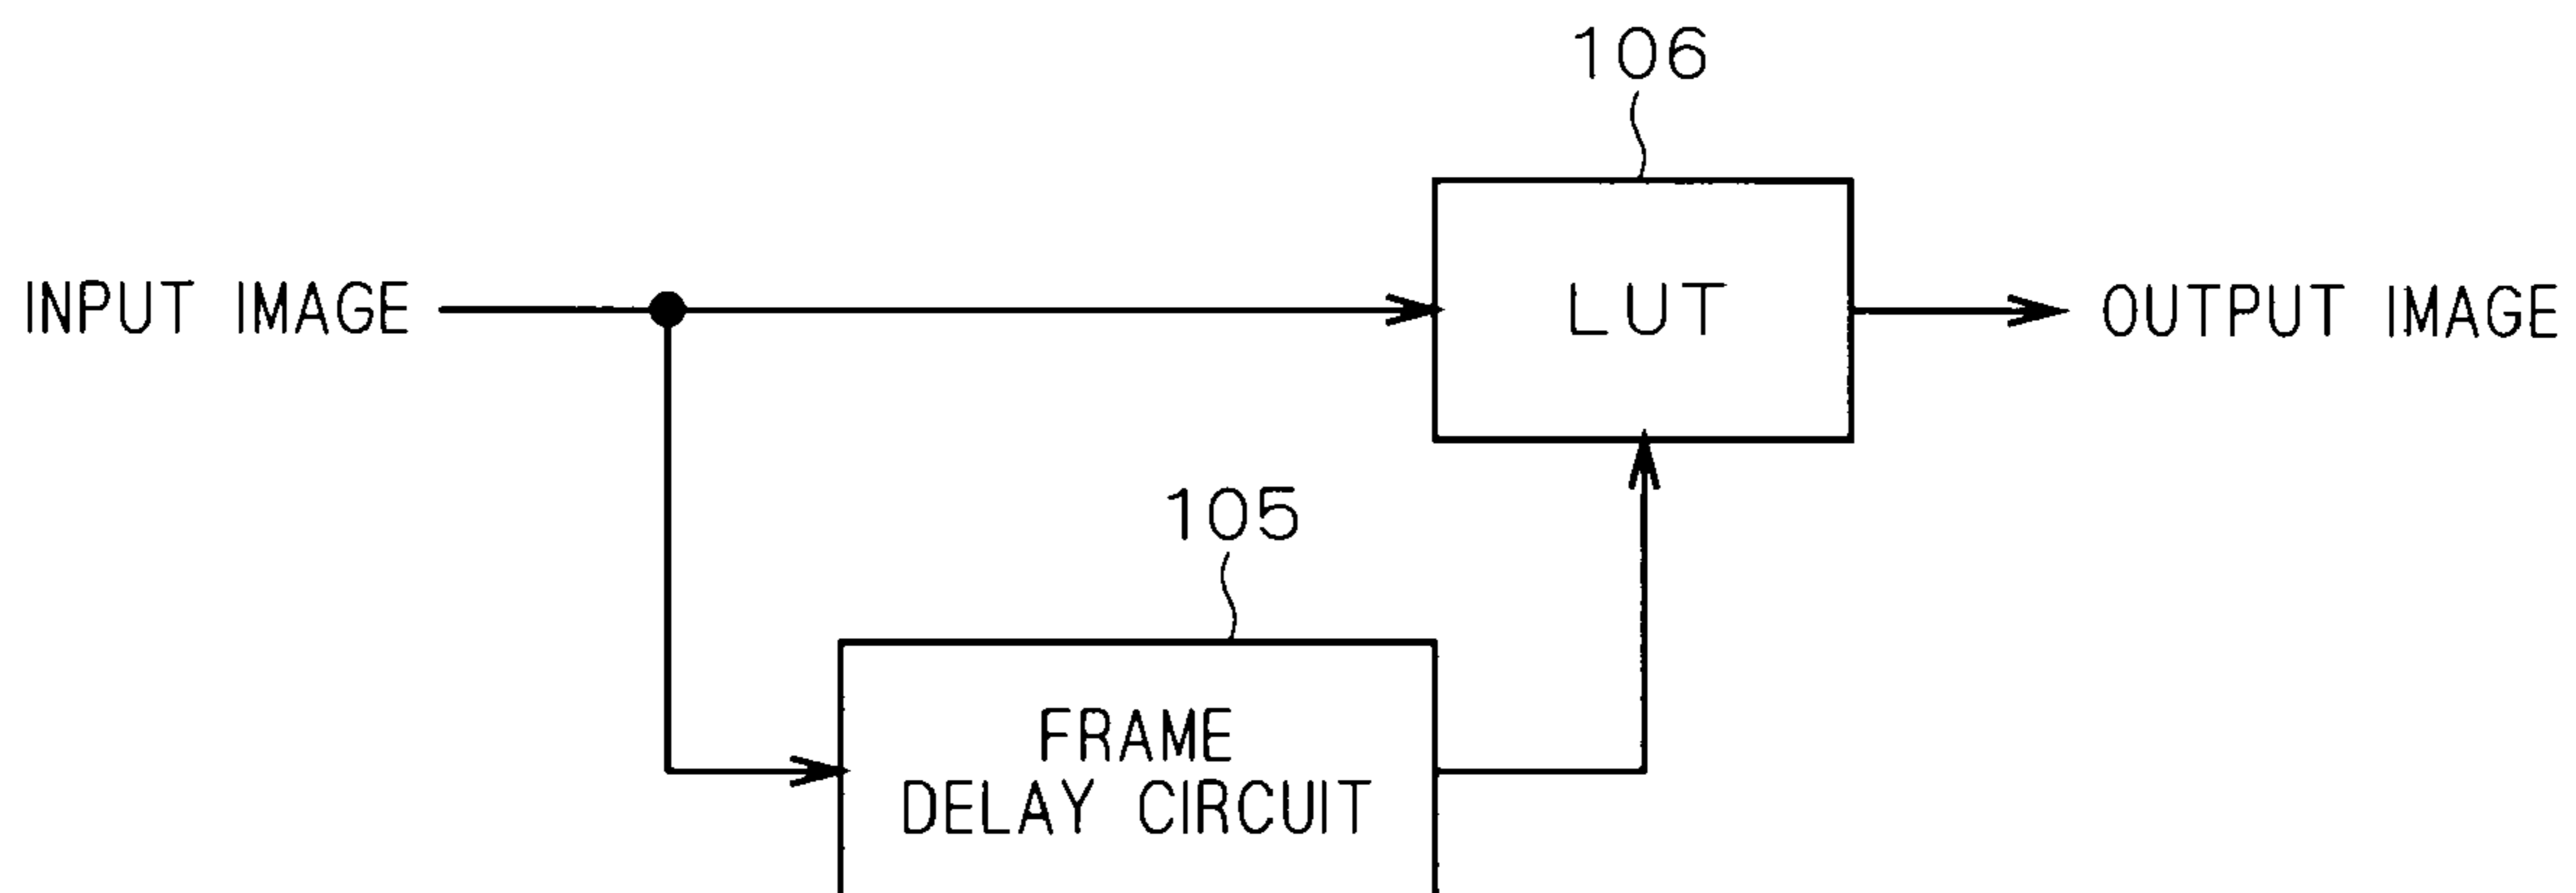 106
INPUT IMAGE
LUT
OUTPUT IMAGE
105
FRAME
DELAY CIRCUIT